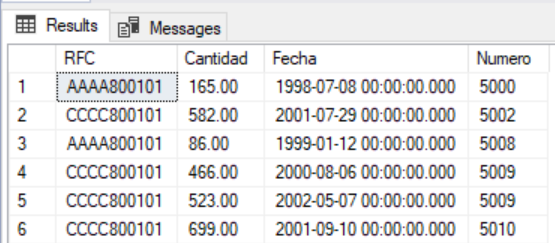 Results Messages
RFC Cantidad Fecha Numero
1 AAAA800101 165.00 1998-07-08 00:00:00.000 5000
2 CCCC800101 582.00 2001-07-29 00:00:00.000 5002
3 AAAA800101 86.00 1999-01-12 00:00:00.000 5008
4 CCCC800101 466.00 2000-08-06 00:00:00.000 5009
5 CCCC800101 523.00 2002-05-07 00:00:00.000 5009
6 CCCC800101 699.00 2001-09-10 00:00:00.000 5010